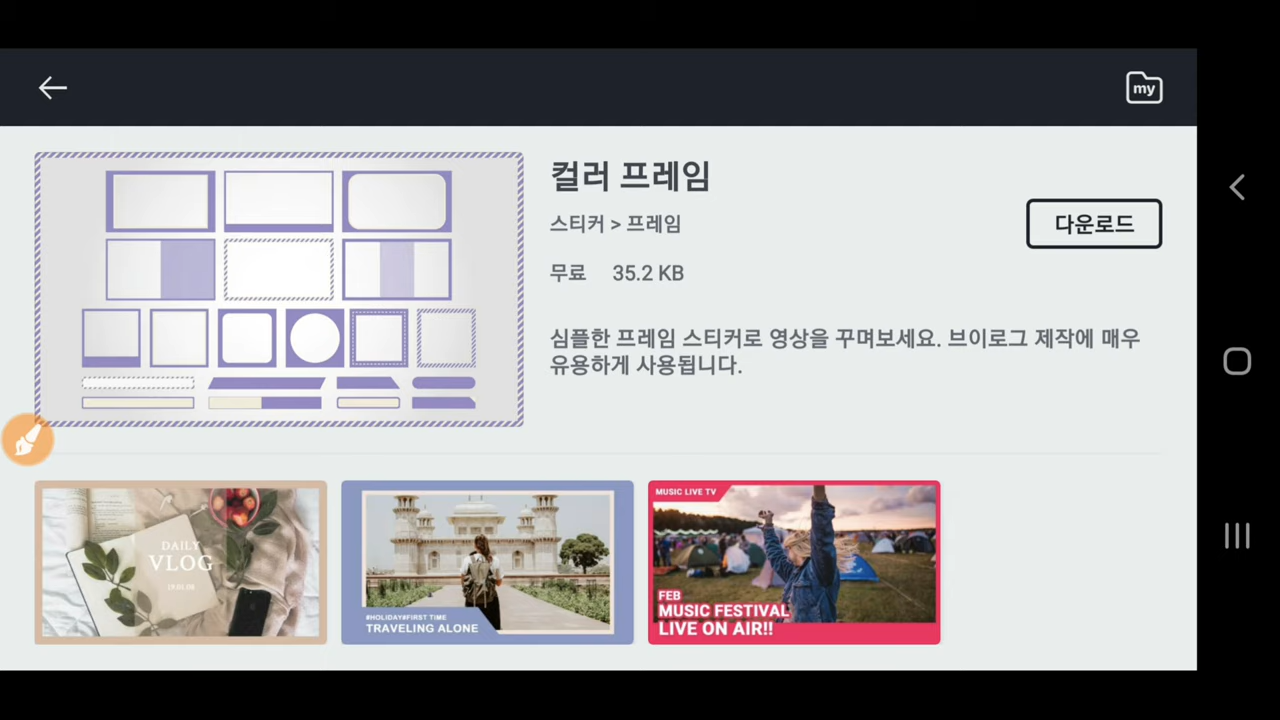 my
컬러 프레임
스티커 > 프레임
다운로드
무료 35.2 KB
심플한 프레임 스티커로 영상을 꾸며보세요. 브이로그 제작에 매우
유용하게 사용됩니다.
DAILY
VLOG
#HOLIDAY#FIRST TIME
TRAVELING ALONE
MUSIC LIVE TV
FEB
MUSIC FESTIVAL
LIVE ON AIR!!